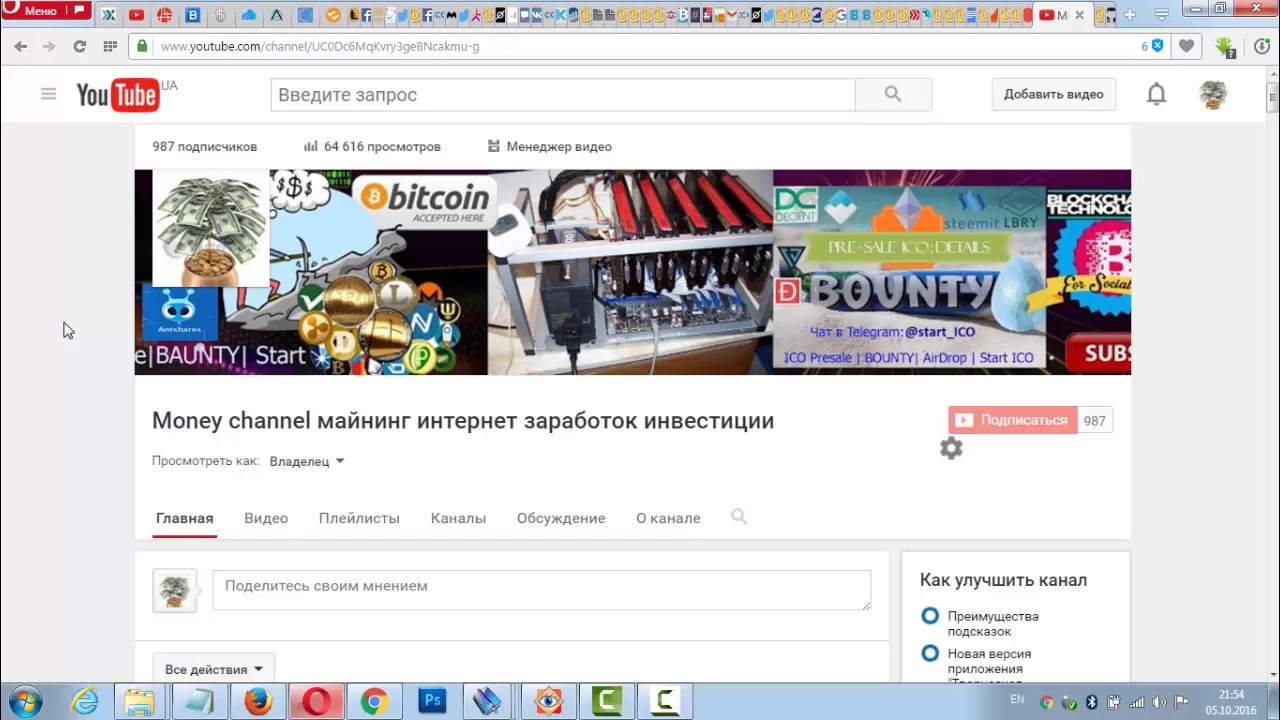 Меню
www.youtube.com/channel/UC0Dc6MqKvry3ge8Ncakmu-g
6
7
YouTube UA
Введите запрос
Добавить видео
987 подписчиков
64 616 просмотров
Менеджер видео
bitcoin
ACCEPTED HERE
Antshares
e|BAUNTY| Start
DECENT
steemit LBRY
PRE-SALE ICO:DETAILS
BOUNTY
Чат в Telegram:@start_ICO
ICO Presale | BOUNTY| AirDrop | Start ICO
BLOCKCHA
TECHNOLO
For Social
SUBS
Money channel майнинг интернет заработок инвестиции
Подписаться
987
Просмотреть как: Владелец
Главная
Видео
Плейлисты
Каналы
Обсуждение
О канале
Поделитесь своим мнением
Все действия
Как улучшить канал
Преимущества
подсказок
Новая версия
приложения
EN
21:54
05.10.2016
Ps